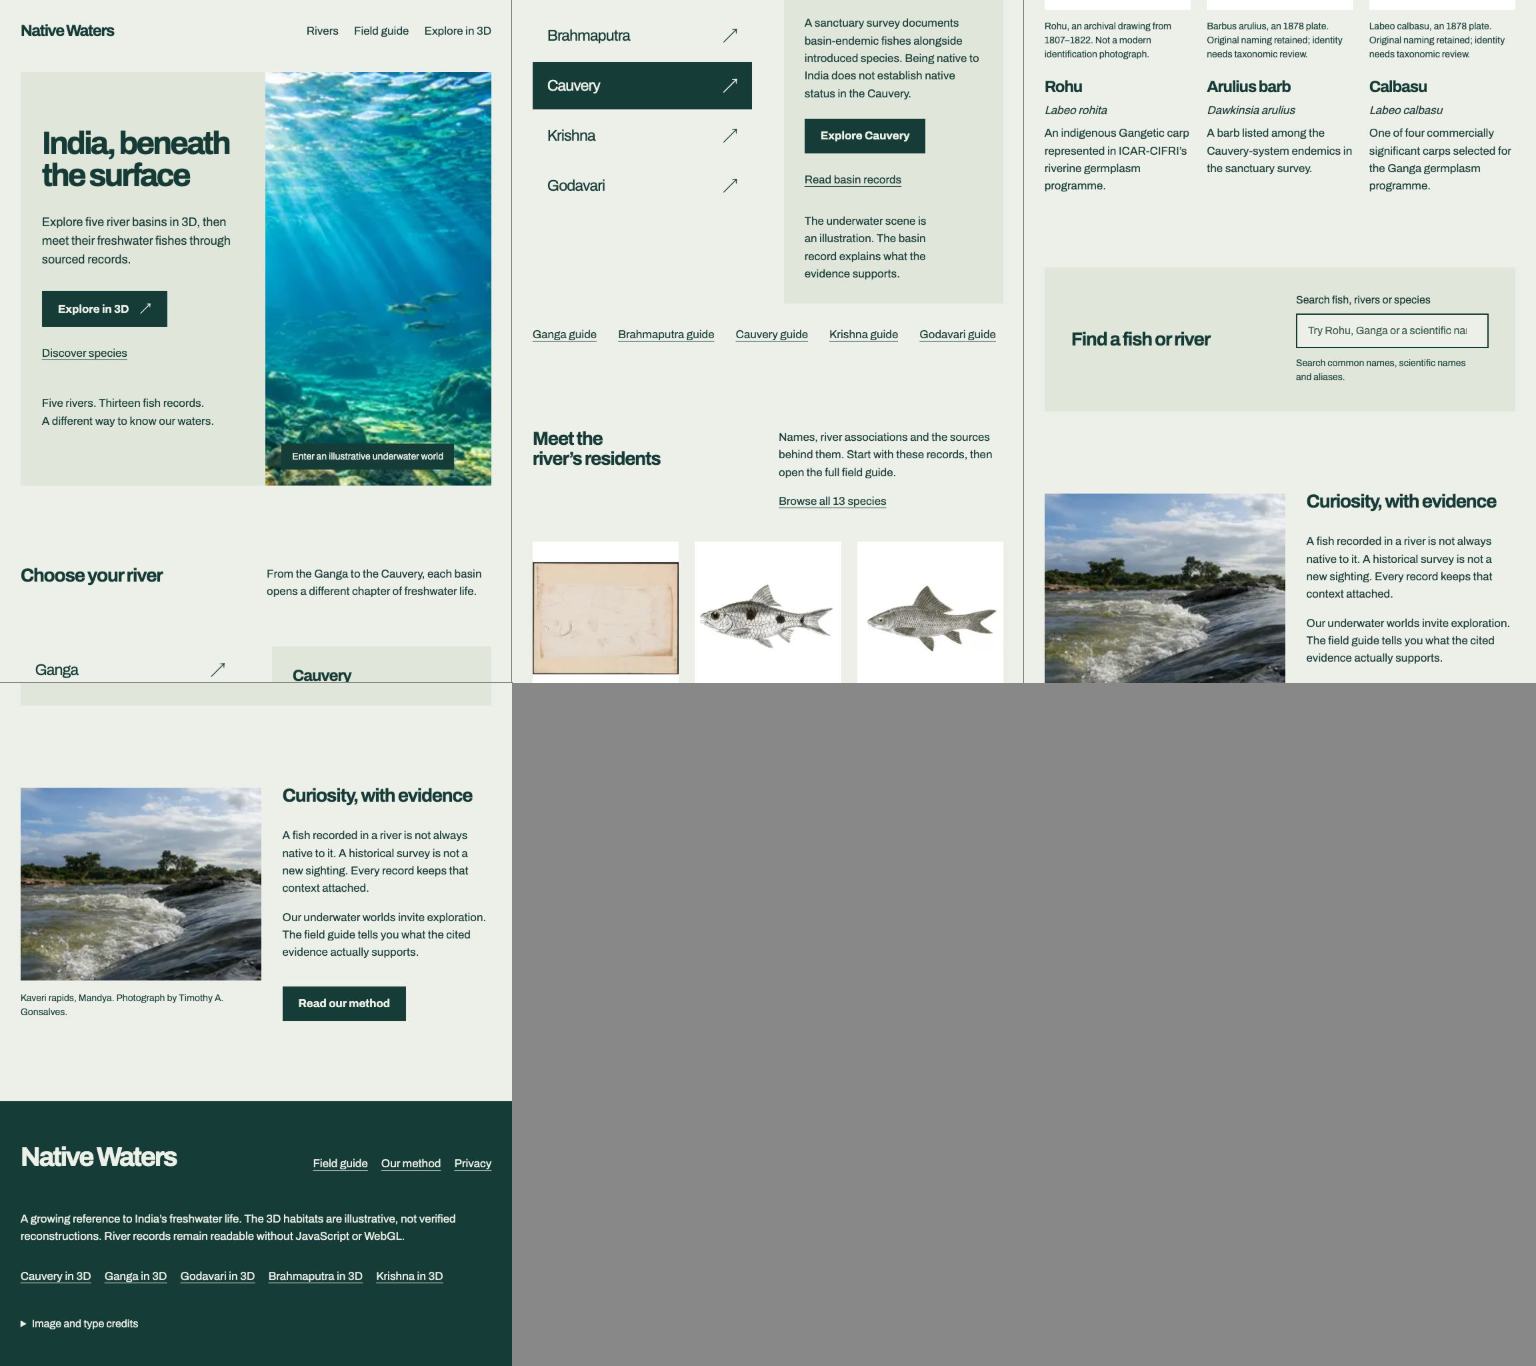 Native Waters
Rivers Field guide Explore in 3D
India, beneath
the surface
Explore five river basins in 3D, then
meet their freshwater fishes through
sourced records.
Explore in 3D
Discover species
Five rivers. Thirteen fish records.
A different way to know our waters.
Enter an illustrative underwater world
Choose your river
From the Ganga to the Cauvery, each basin
opens a different chapter of freshwater life.
Ganga
Cauvery
Brahmaputra
Cauvery
Krishna
Godavari
A sanctuary survey documents
basin-endemic fishes alongside
introduced species. Being native to
India does not establish native
status in the Cauvery.
Explore Cauvery
Read basin records
The underwater scene is
an illustration. The basin
record explains what the
evidence supports.
Ganga guide Brahmaputra guide Cauvery guide Krishna guide Godavari guide
Meet the
river's residents
Names, river associations and the sources
behind them. Start with these records, then
open the full field guide.
Browse all 13 species
Rohu, an archival drawing from
1807–1822. Not a modern
identification photograph.
Rohu
Labeo rohita
An indigenous Gangetic carp
represented in ICAR-CIFRI's
riverine germplasm
programme.
Barbus arulius, an 1878 plate.
Original naming retained; identity
needs taxonomic review.
Arulius barb
Dawkinsia arulius
A barb listed among the
Cauvery-system endemics in
the sanctuary survey.
Labeo calbasu, an 1878 plate.
Original naming retained; identity
needs taxonomic review.
Calbasu
Labeo calbasu
One of four commercially
significant carps selected for
the Ganga germplasm
programme.
Find a fish or river
Search fish, rivers or species
Try Rohu, Ganga or a scientific na
Search common names, scientific names
and aliases.
Curiosity, with evidence
A fish recorded in a river is not always
native to it. A historical survey is not a
new sighting. Every record keeps that
context attached.
Our underwater worlds invite exploration.
The field guide tells you what the cited
evidence actually supports.
Curiosity, with evidence
A fish recorded in a river is not always
native to it. A historical survey is not a
new sighting. Every record keeps that
context attached.
Our underwater worlds invite exploration.
The field guide tells you what the cited
evidence actually supports.
Read our method
Kaveri rapids, Mandya. Photograph by Timothy A.
Gonsalves.
Native Waters
Field guide Our method Privacy
A growing reference to India's freshwater life. The 3D habitats are illustrative, not verified
reconstructions. River records remain readable without JavaScript or WebGL.
Cauvery in 3D Ganga in 3D Godavari in 3D Brahmaputra in 3D Krishna in 3D
Image and type credits